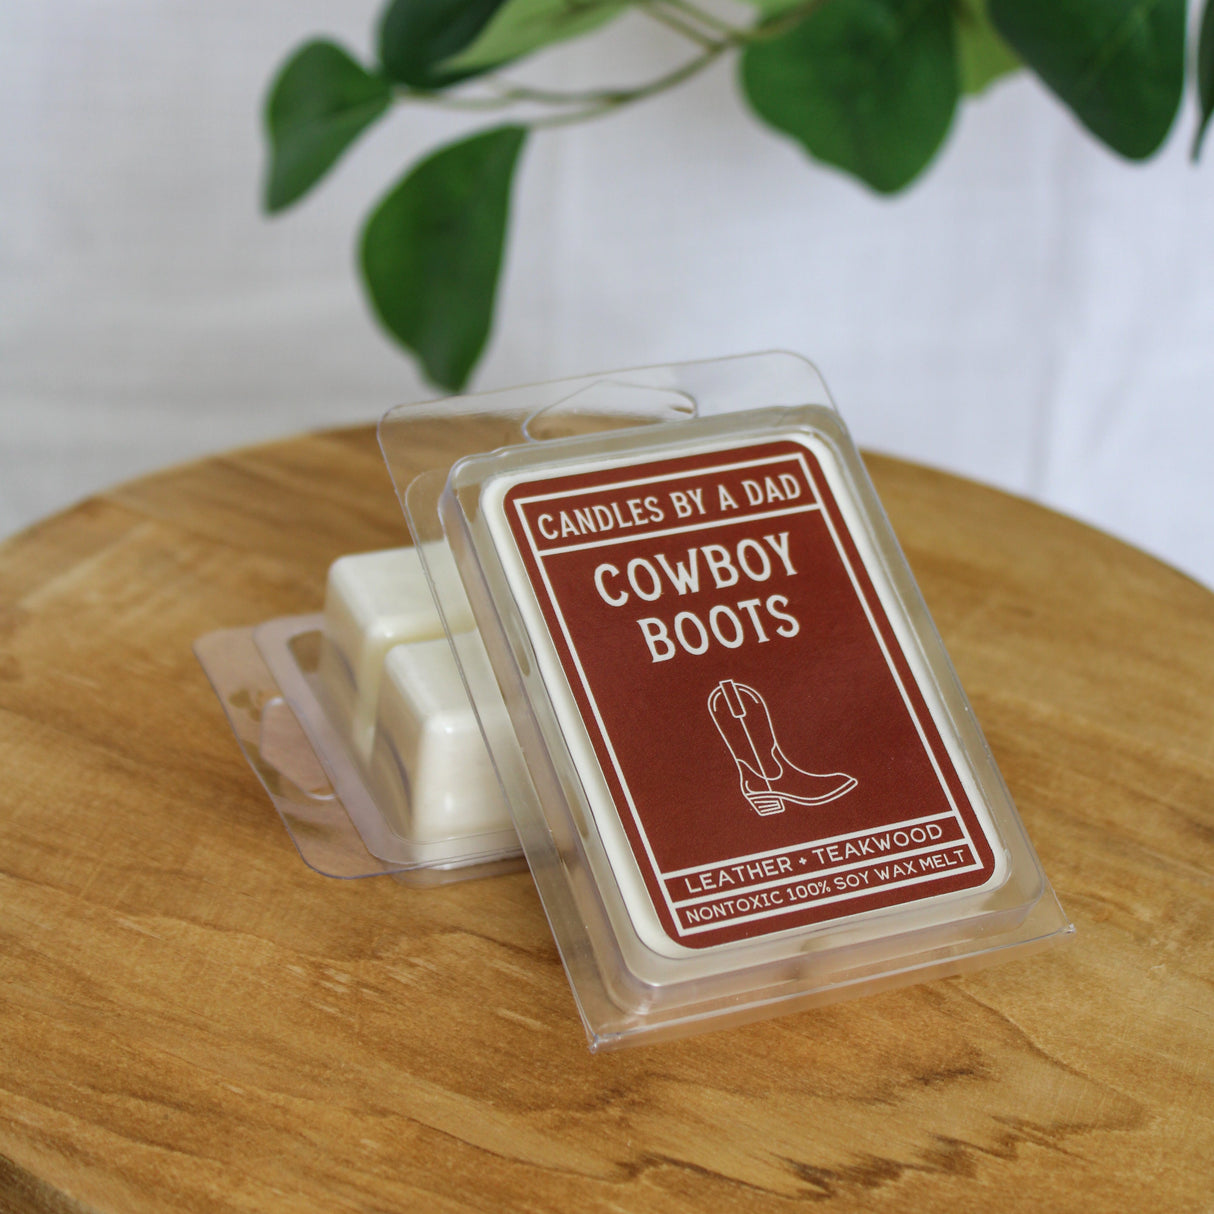 CANDLES BY A DAD
COWBOY
BOOTS
LEATHER + TEAKWOOD
NONTOXIC 100% SOY WAX MELT